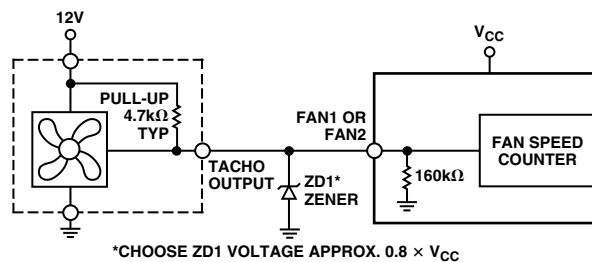 12V
V_CC
PULL-UP
4.7kΩ
TYP
FAN1 OR
FAN2
TACHO
OUTPUT
ZD1*
ZENER
160kΩ
FAN SPEED
COUNTER
*CHOOSE ZD1 VOLTAGE APPROX. 0.8 × V_CC